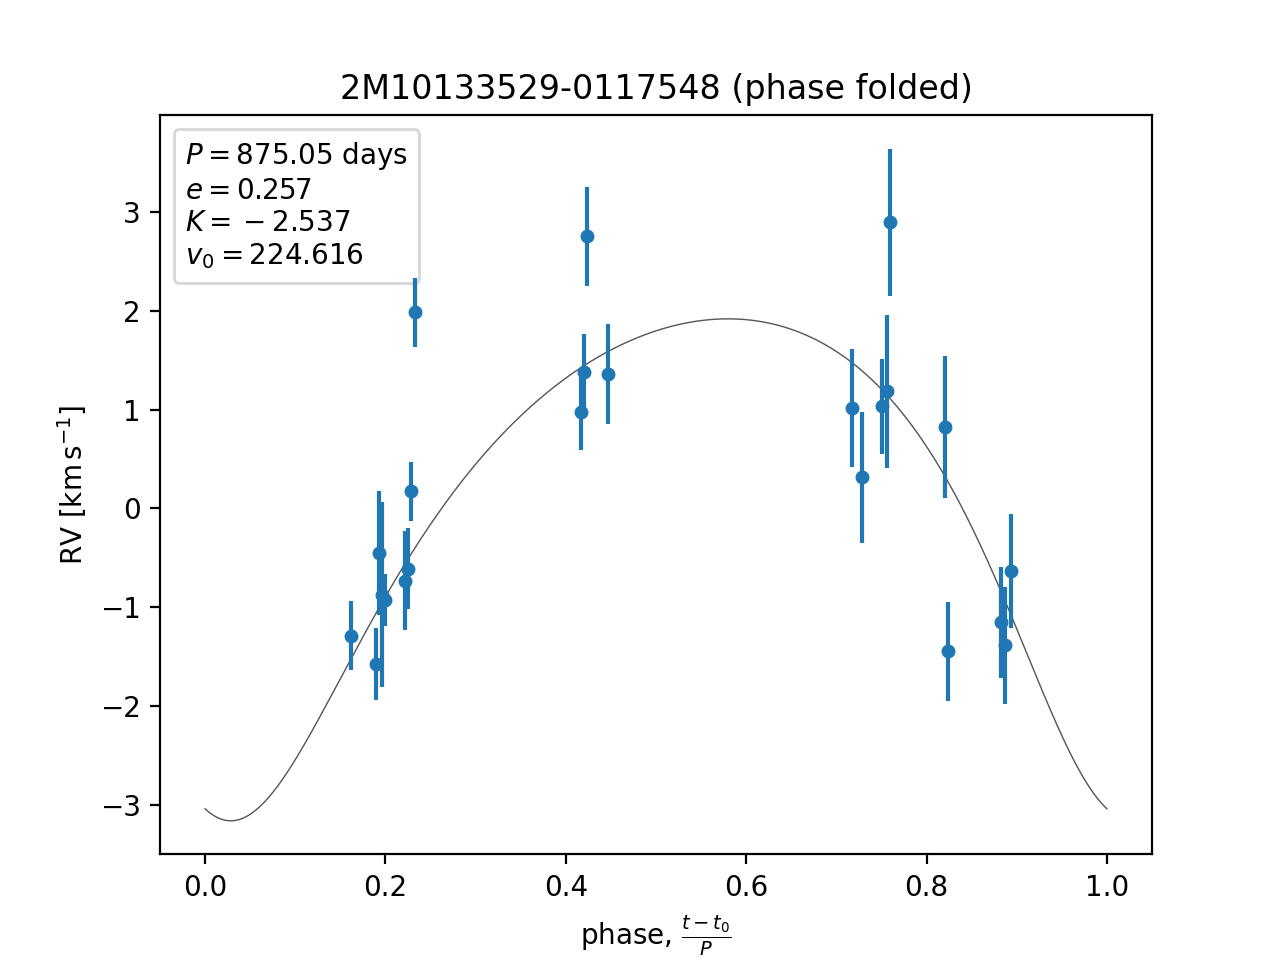 2M10133529-0117548 (phase folded)
P = 875.05 days
e = 0.257
K = −2.537
v₀ = 224.616
3
2
1
0
−1
−2
−3
RV [km s⁻¹]
0.0 0.2 0.4 0.6 0.8 1.0
phase, (t − t₀)/P